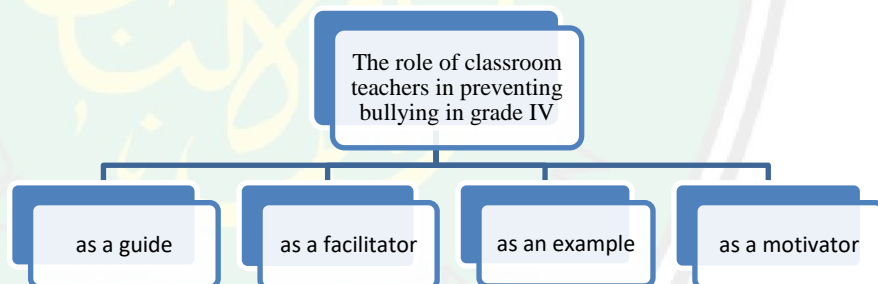 The role of classroom
teachers in preventing
bullying in grade IV
as a guide
as a facilitator
as an example
as a motivator